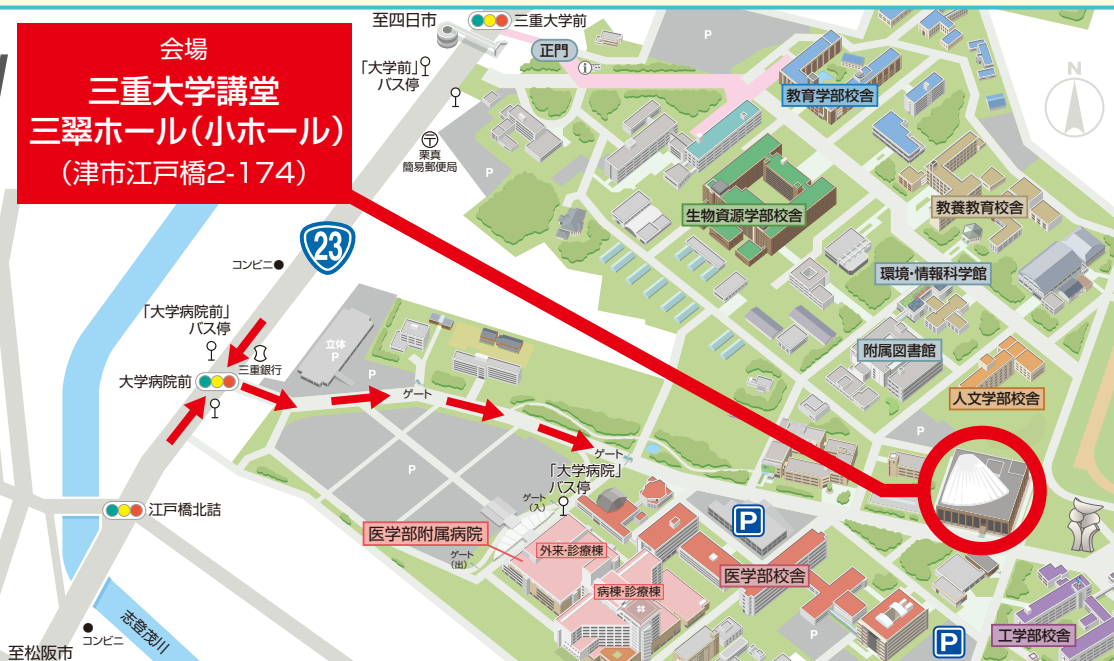 会場
三重大学講堂
三翠ホール(小ホール)
(津市江戸橋2-174)
至四日市
三重大学前
正門
「大学前」
バス停
栗真
簡易郵便局
P
P
教育学部校舎
N
生物資源学部校舎
教養教育校舎
環境・情報科学館
附属図書館
人文学部校舎
P
23
コンビニ
「大学病院前」
バス停
三重銀行
大学病院前
立体
P
P
ゲート
P
ゲート
「大学病院」
バス停
ゲート
(入)
江戸橋北詰
医学部附属病院
外来・診療棟
ゲート
(出)
病棟・診療棟
P
医学部校舎
P
P
工学部校舎
コンビニ
志登茂川
至松阪市